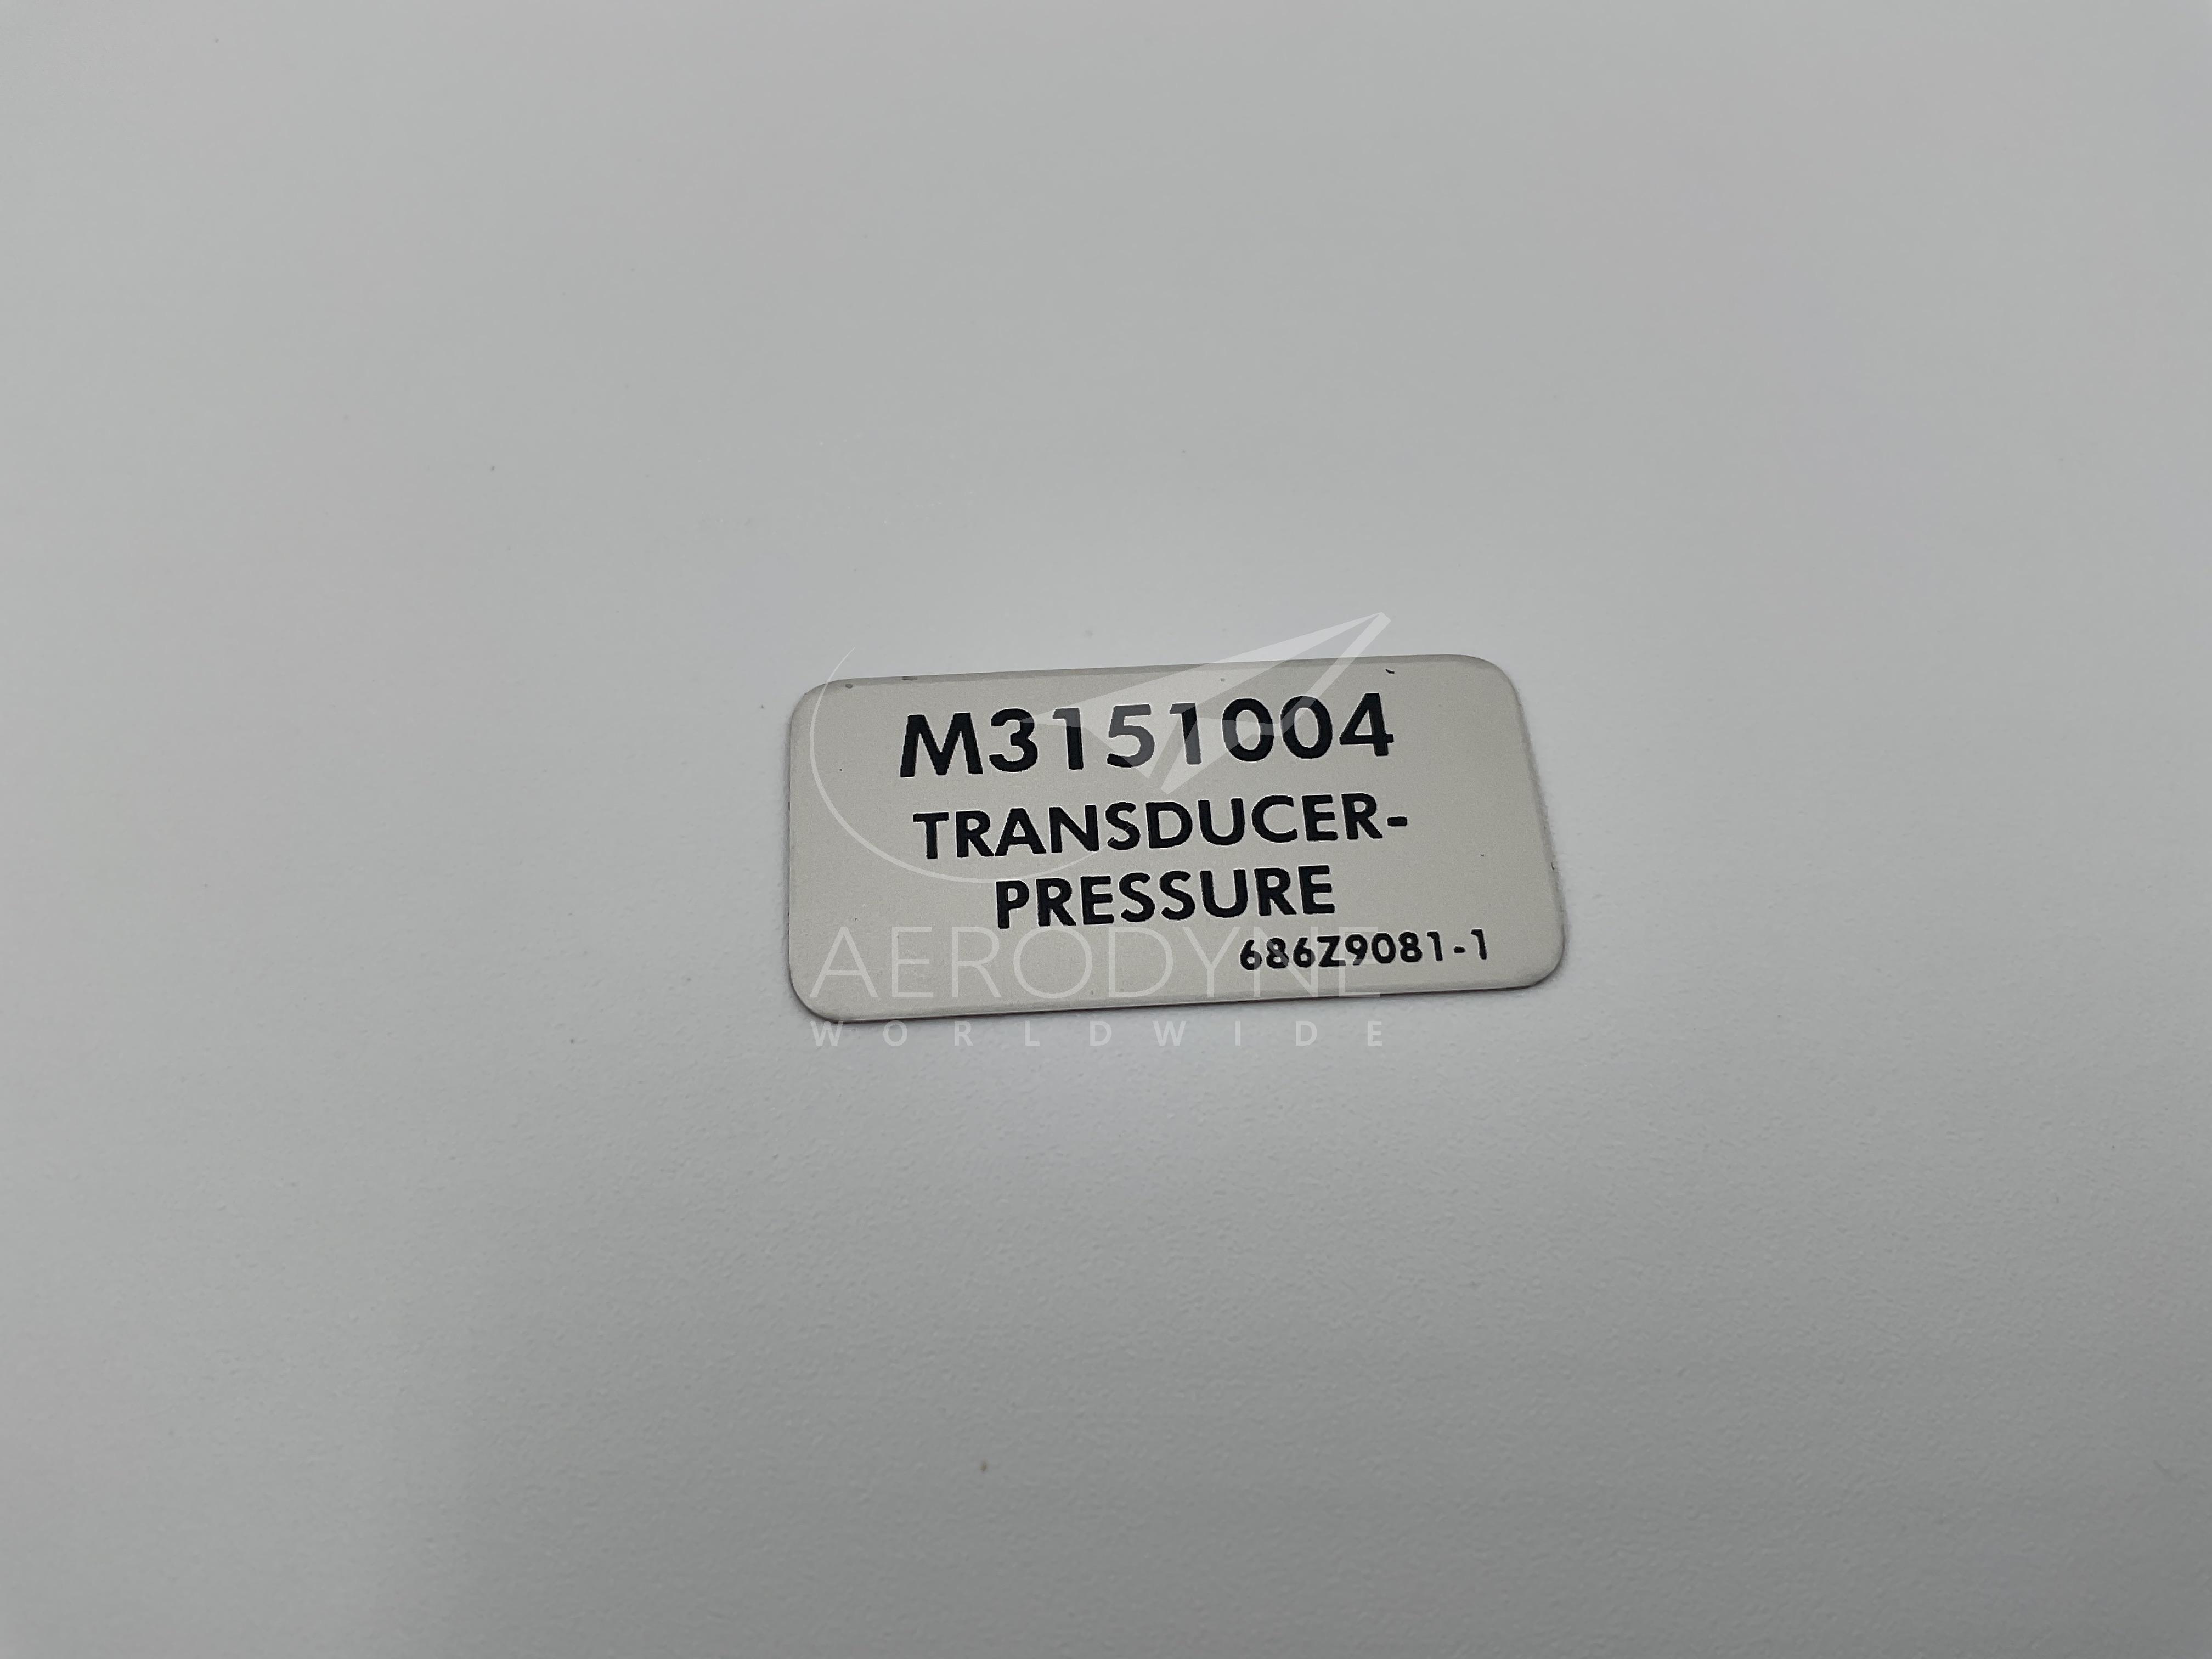 M3151004
TRANSDUCER-
PRESSURE
686Z9081-1
AERODYNE
WORLDWIDE